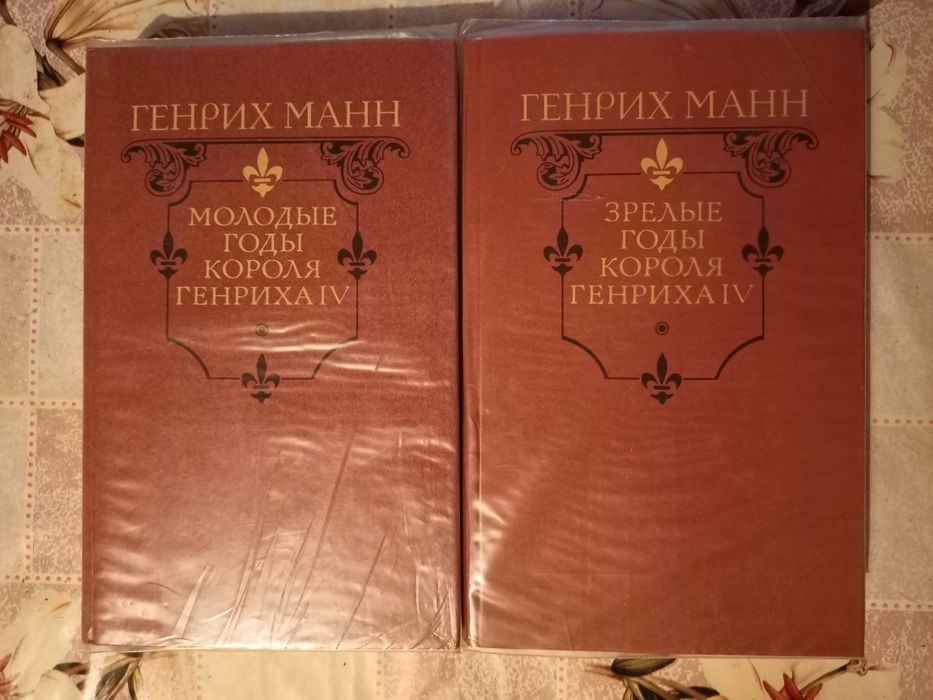 ГЕНРИХ МАНН
МОЛОДЫЕ
ГОДЫ
КОРОЛЯ
ГЕНРИХА IV
ГЕНРИХ МАНН
ЗРЕЛЫЕ
ГОДЫ
КОРОЛЯ
ГЕНРИХА IV